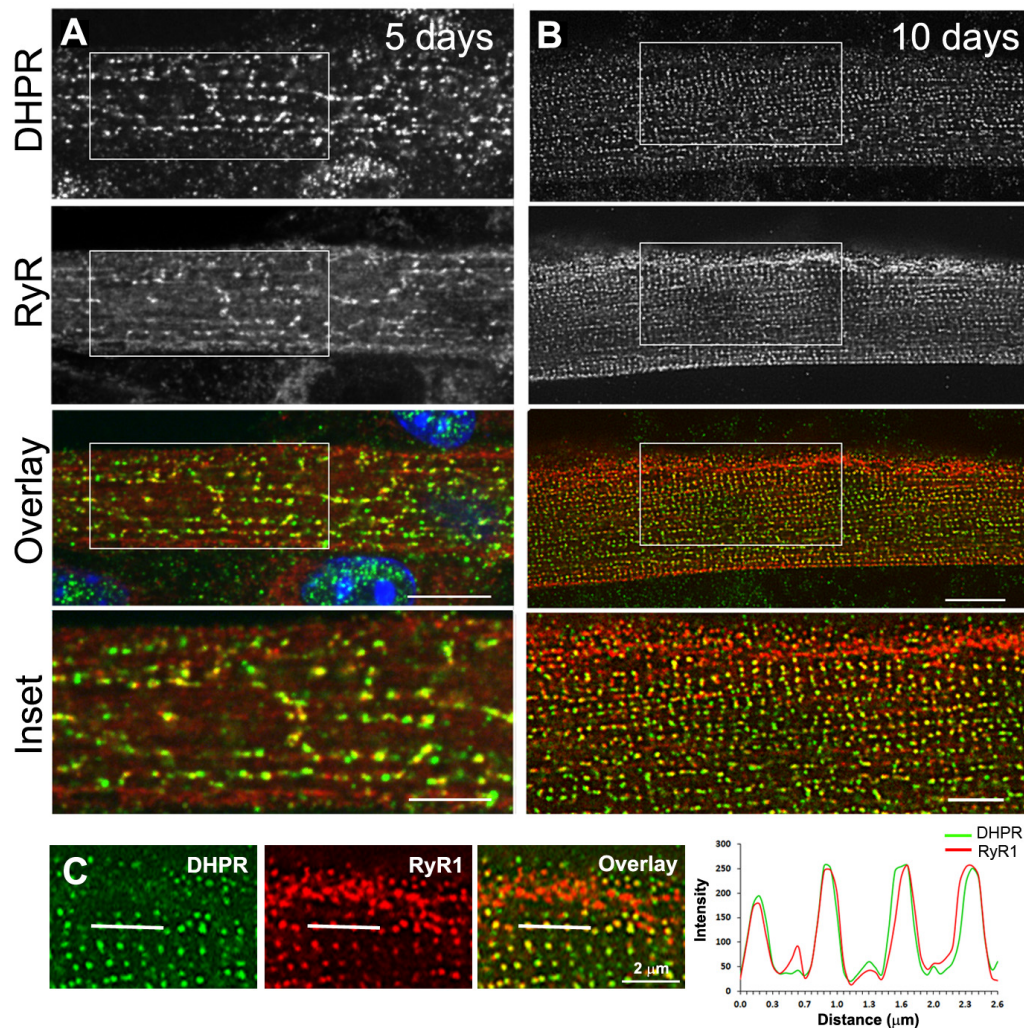 A
5 days
B
10 days
DHPR
RyR
Overlay
Inset
C
DHPR
RyR1
Overlay
2 μm
DHPR
RyR1
Intensity
300
250
200
150
100
50
0
0.0 0.3 0.7 1.0 1.3 1.6 2.0 2.3 2.6
Distance (μm)